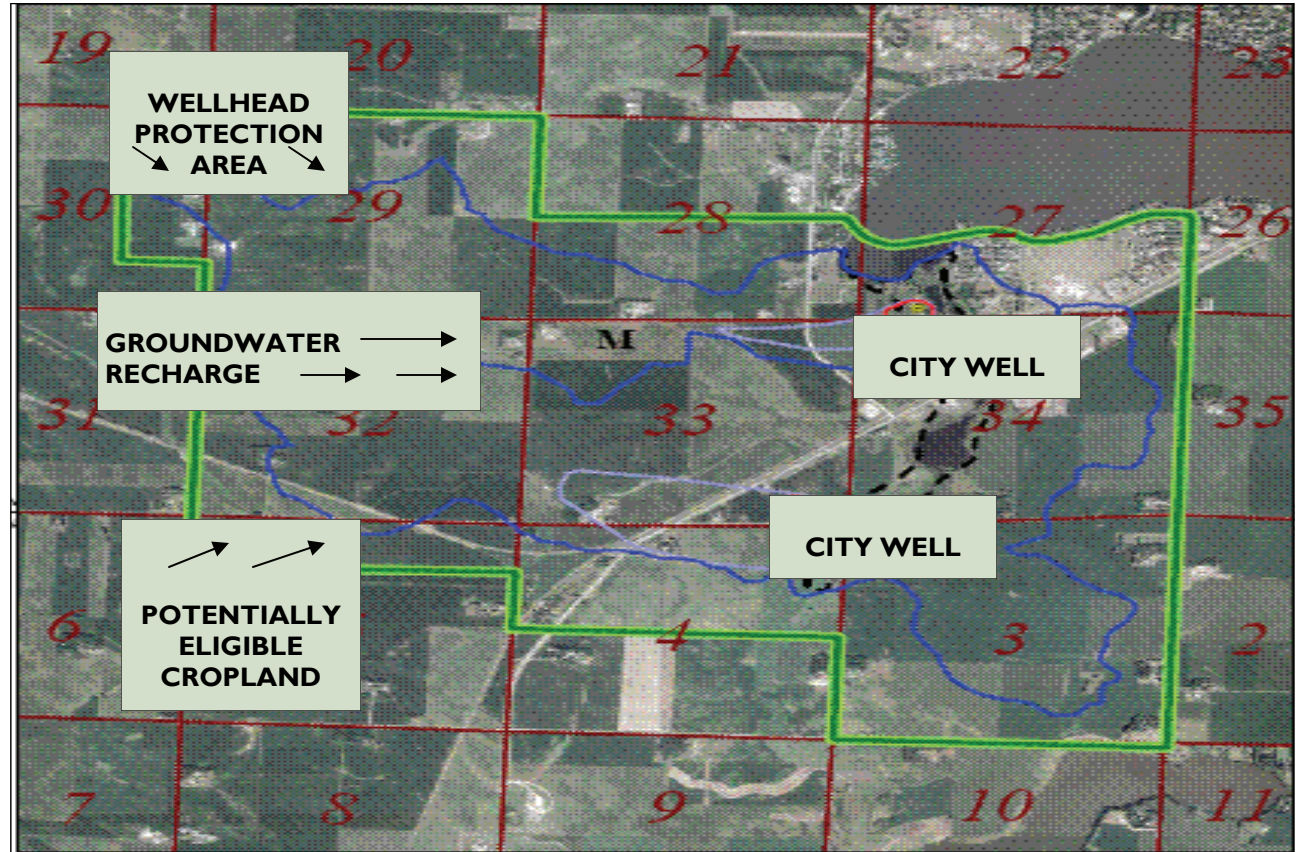 19 20 21 22 23
WELLHEAD
PROTECTION
AREA
30 29 28 27 26
GROUNDWATER
RECHARGE
M
CITY WELL
31 32 33 34 35
CITY WELL
POTENTIALLY
ELIGIBLE
CROPLAND
6 4 3 2
7 8 9 10 11